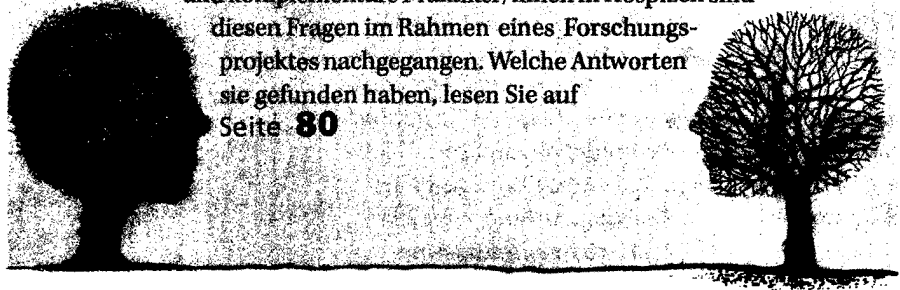 diesen Fragen im Rahmen eines Forschungs-
projektes nachgegangen. Welche Antworten
sie gefunden haben, lesen Sie auf
Seite 80